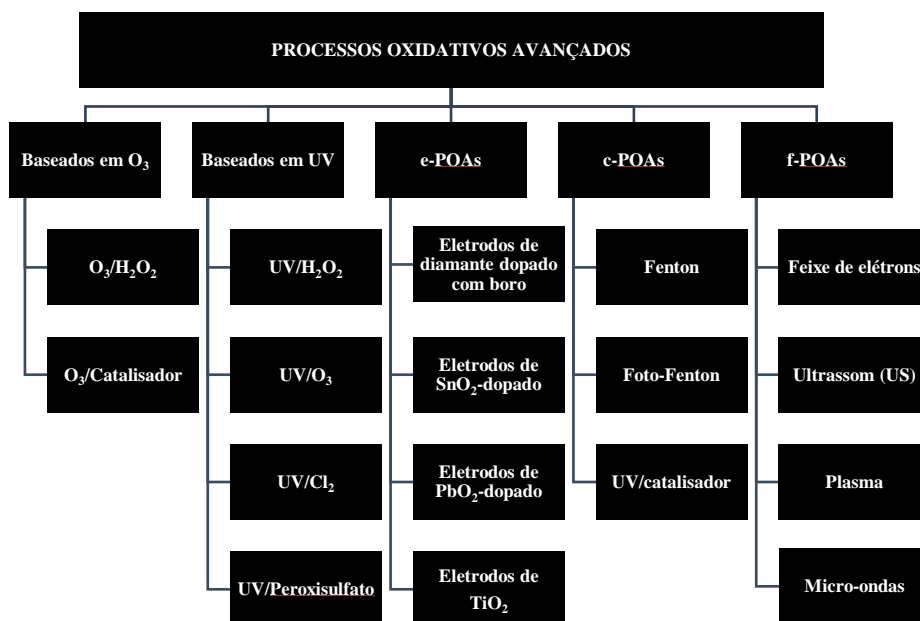 PROCESSOS OXIDATIVOS AVANÇADOS
Baseados em O₃
Baseados em UV
e-POAs
c-POAs
f-POAs
O₃/H₂O₂
O₃/Catalisador
UV/H₂O₂
UV/O₃
UV/Cl₂
UV/Peroxisulfato
Eletrodos de
diamante dopado
com boro
Eletrodos de
SnO₂-dopado
Eletrodos de
PbO₂-dopado
Eletrodos de
TiO₂
Fenton
Foto-Fenton
UV/catalisador
Feixe de elétrons
Ultrassom (US)
Plasma
Micro-ondas